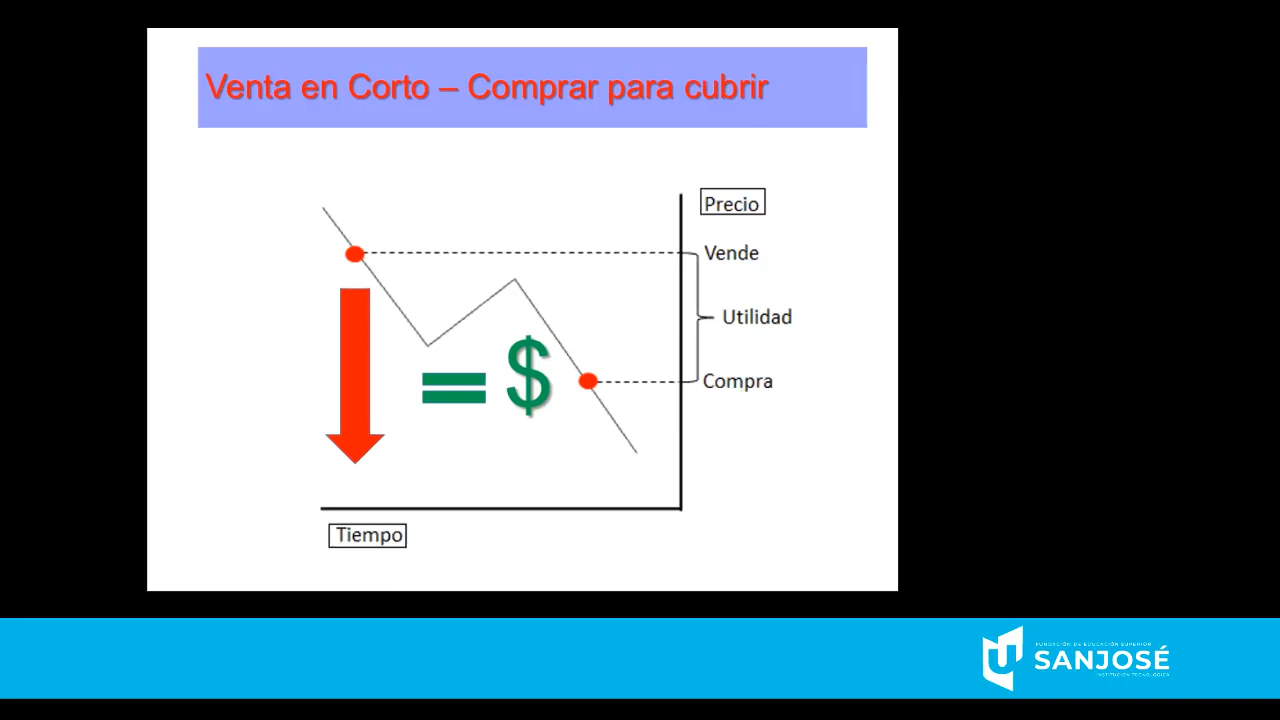 Venta en Corto – Comprar para cubrir
Precio
Vende
Utilidad
Compra
= $
Tiempo
FUNDACIÓN DE EDUCACIÓN SUPERIOR
SANJOSÉ
INSTITUCIÓN TECNOLÓGICA